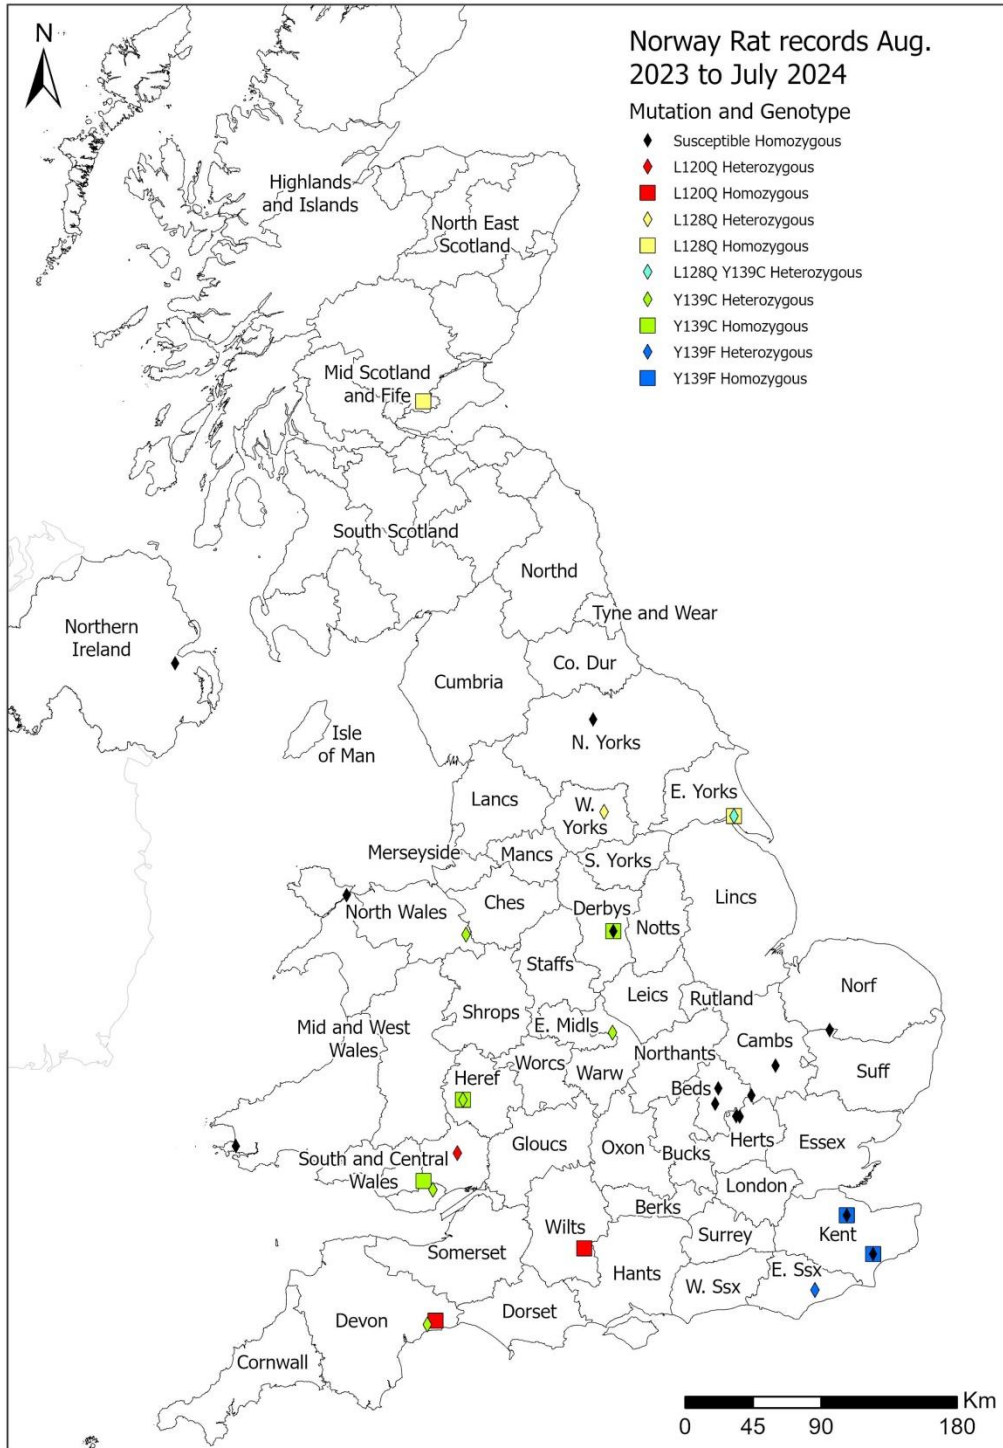 N
Norway Rat records Aug.
2023 to July 2024
Mutation and Genotype
Susceptible Homozygous
L120Q Heterozygous
L120Q Homozygous
L128Q Heterozygous
L128Q Homozygous
L128Q Y139C Heterozygous
Y139C Heterozygous
Y139C Homozygous
Y139F Heterozygous
Y139F Homozygous
Highlands
and Islands
North East
Scotland
Mid Scotland
and Fife
South Scotland
Northd
Tyne and Wear
Northern
Ireland
Co. Dur
Cumbria
Isle
of Man
N. Yorks
Lancs
W.
Yorks
E. Yorks
Merseyside
Mancs
S. Yorks
North Wales
Ches
Derbys
Notts
Lincs
Staffs
Leics
Rutland
Norf
Shrops
E. Midls
Mid and West
Wales
Northants
Cambs
Suff
Heref
Worcs
Warw
Beds
South and Central
Wales
Gloucs
Oxon
Bucks
Herts
Essex
London
Berks
Wilts
Surrey
Kent
Somerset
Hants
W. Ssx
E. Ssx
Devon
Dorset
Cornwall
Km
0 45 90 180